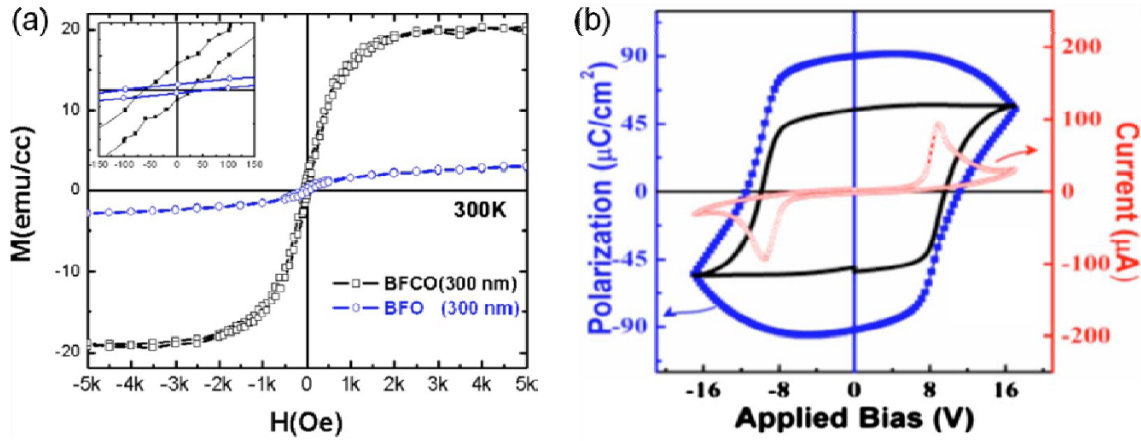 (a)
20
10
0
-10
-20
M(emu/cc)
-150 -100 -50 0 50 100 150
300K
BFCO(300 nm)
BFO (300 nm)
-5k -4k -3k -2k -1k 0 1k 2k 3k 4k 5k
H(Oe)
(b)
90
45
0
-45
-90
Polarization (μC/cm²)
200
100
0
-100
-200
Current (μA)
-16 -8 0 8 16
Applied Bias (V)